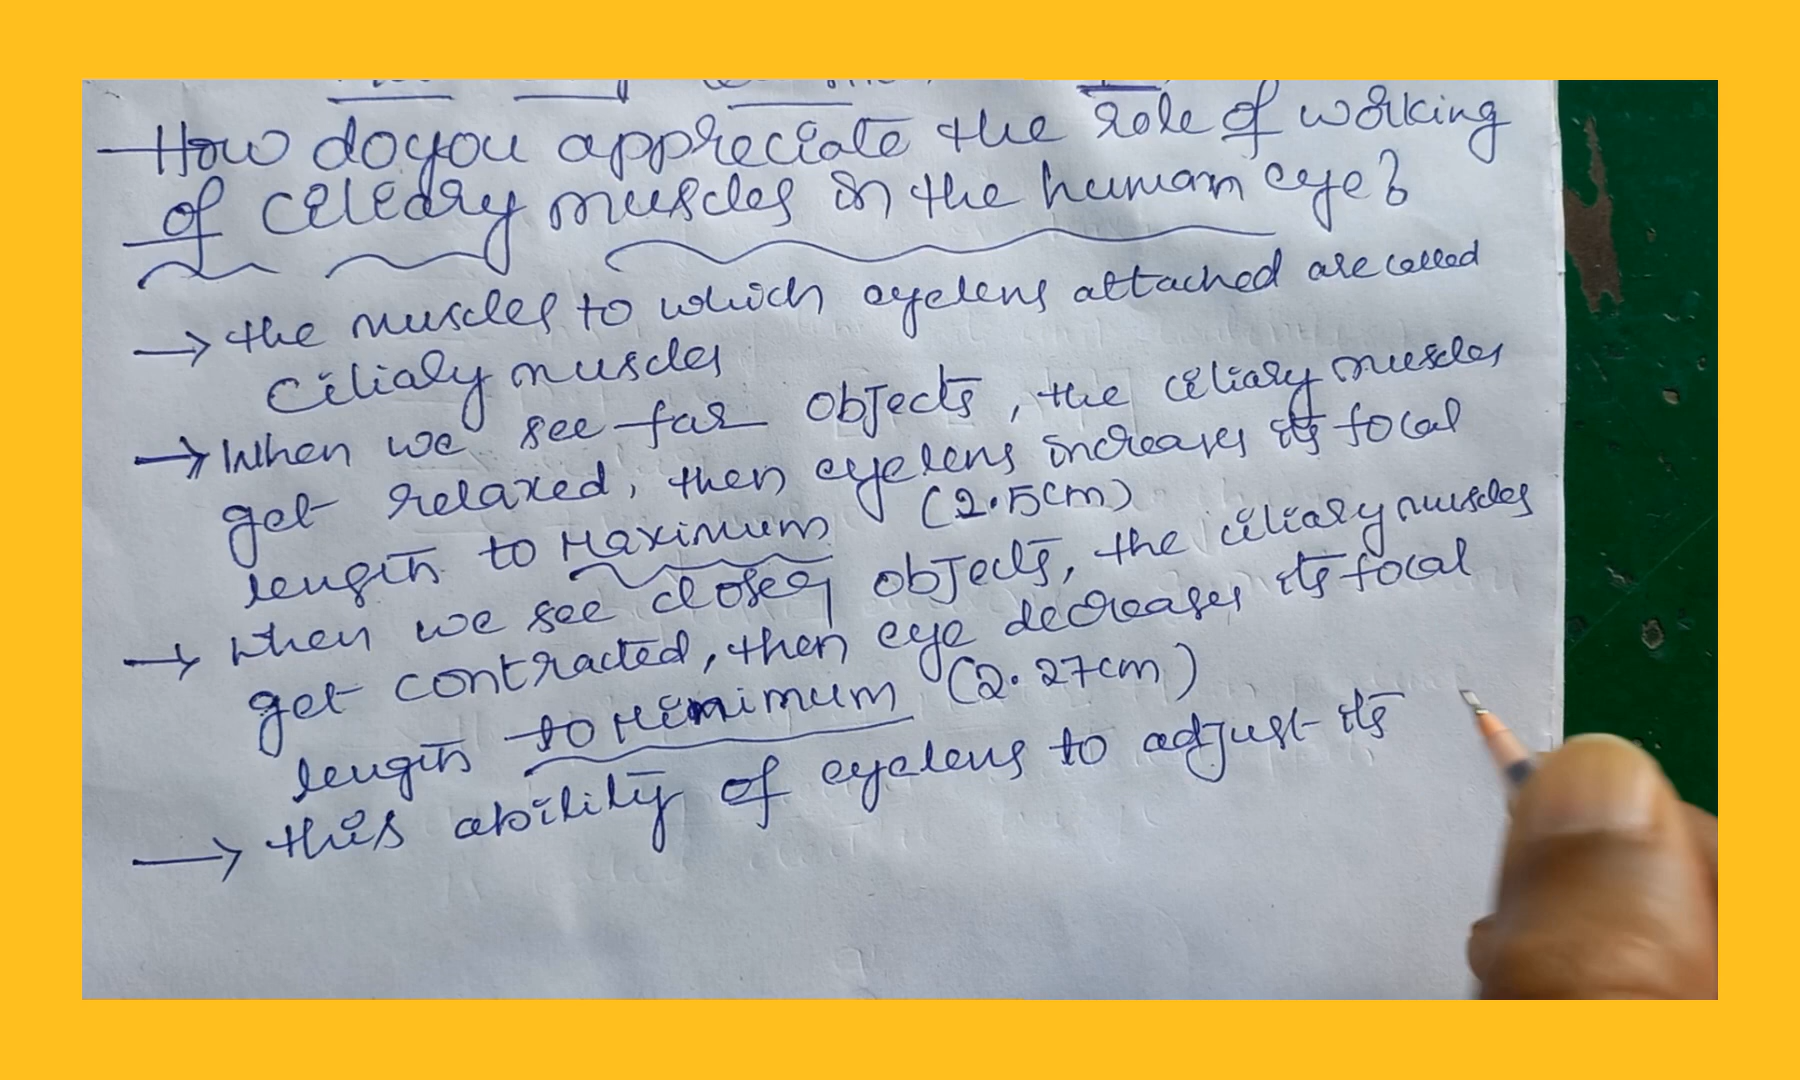 How do you appreciate the role of working
of ciliary muscles in the human eye?
→ the muscles to which eyelens attached are called
ciliary muscles
→ When we see far objects, the ciliary muscles
get relaxed, then eyelens increases its focal
length to Maximum (2.5cm)
→ when we see closer objects, the ciliary muscles
get contracted, then eye decreases its focal
length to Minimum (2.27cm)
→ this ability of eyelens to adjust its